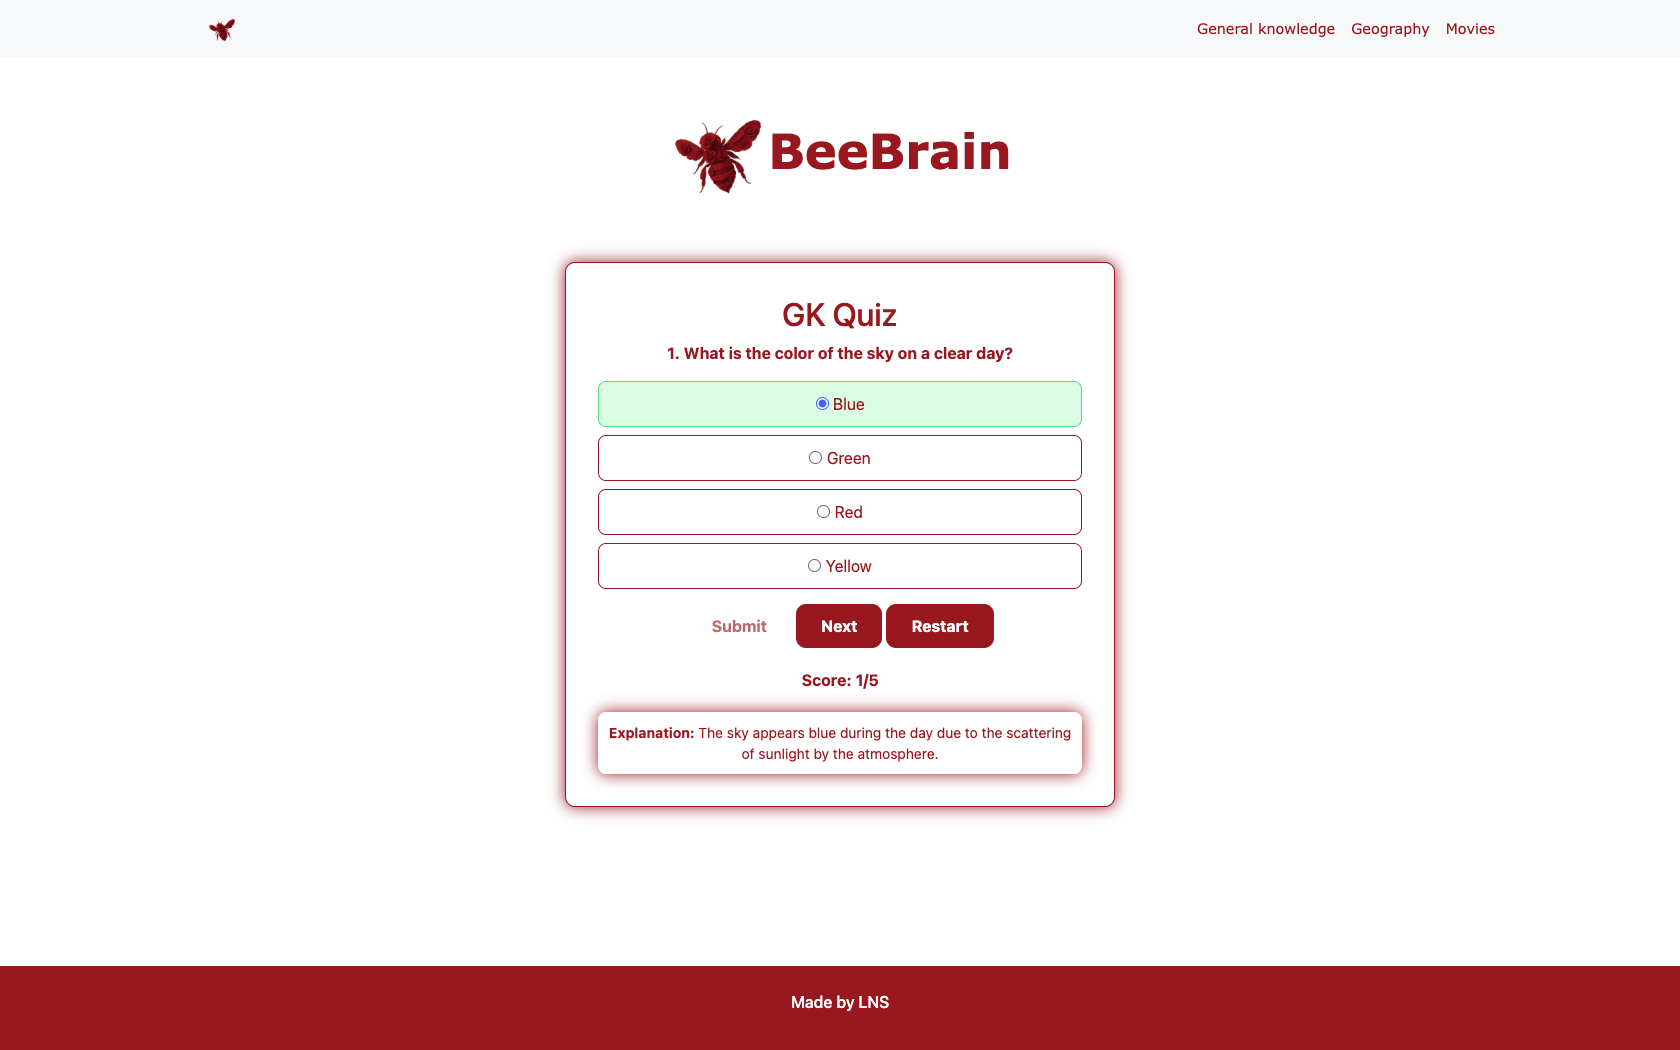 General knowledge Geography Movies
BeeBrain
GK Quiz
1. What is the color of the sky on a clear day?
Blue
Green
Red
Yellow
Submit Next Restart
Score: 1/5
Explanation: The sky appears blue during the day due to the scattering
of sunlight by the atmosphere.
Made by LNS